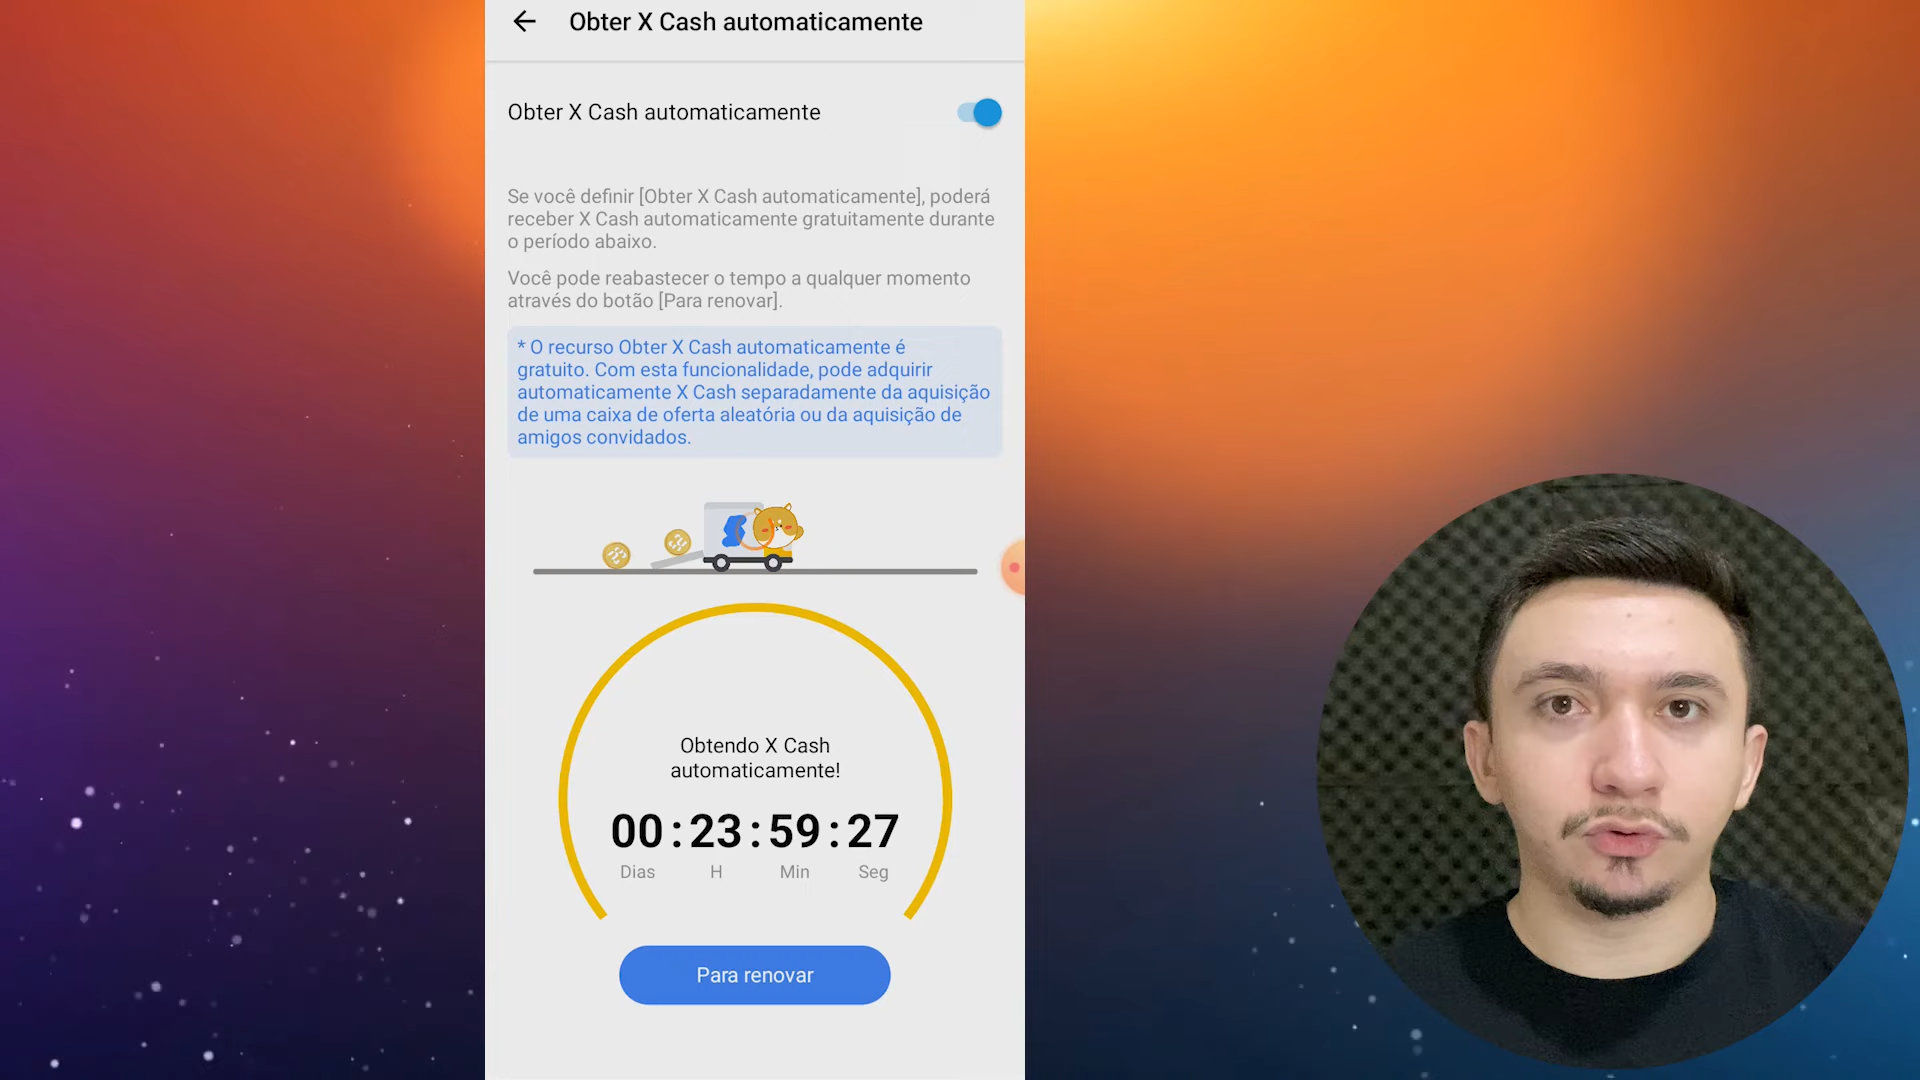 Obter X Cash automaticamente
Obter X Cash automaticamente
Se você definir [Obter X Cash automaticamente], poderá
receber X Cash automaticamente gratuitamente durante
o período abaixo.
Você pode reabastecer o tempo a qualquer momento
através do botão [Para renovar].
* O recurso Obter X Cash automaticamente é
gratuito. Com esta funcionalidade, pode adquirir
automaticamente X Cash separadamente da aquisição
de uma caixa de oferta aleatória ou da aquisição de
amigos convidados.
Obtendo X Cash
automaticamente!
00 : 23 : 59 : 27
Dias H Min Seg
Para renovar